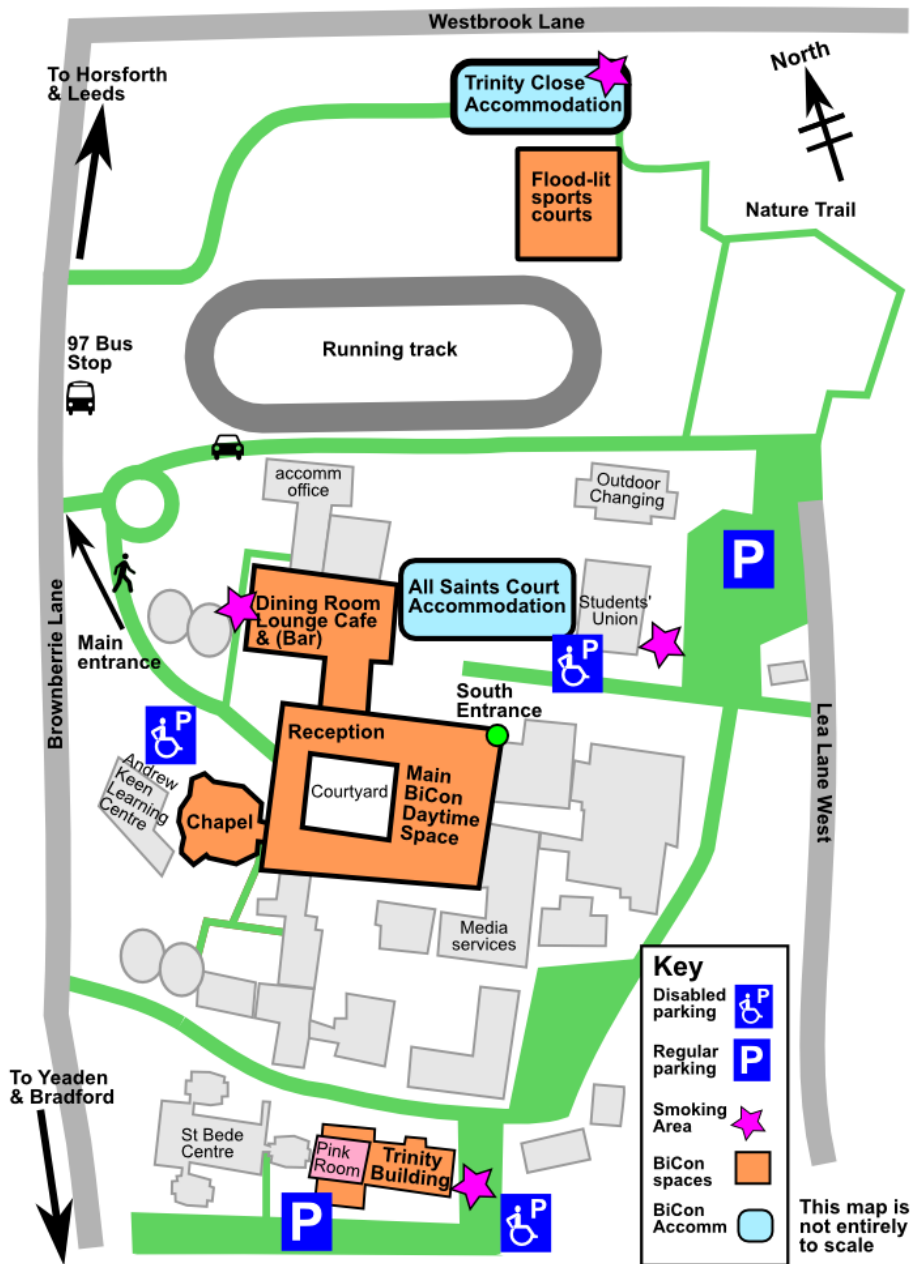 Westbrook Lane
To Horsforth
& Leeds
Trinity Close
Accommodation
North
Flood-lit
sports
courts
Nature Trail
97 Bus
Stop
Running track
accomm
office
Outdoor
Changing
P
All Saints Court
Accommodation
Dining Room
Lounge Cafe
& (Bar)
Students'
Union
P
Main
entrance
Brownberrie Lane
South
Entrance
P
Reception
Lea Lane West
Andrew
Keen
Learning
Centre
Courtyard
Main
BiCon
Daytime
Space
Chapel
Media
services
Key
Disabled
parking
P
Regular
parking
P
Smoking
Area
BiCon
spaces
BiCon
Accomm
This map is
not entirely
to scale
To Yeaden
& Bradford
St Bede
Centre
Pink
Room
Trinity
Building
P
P